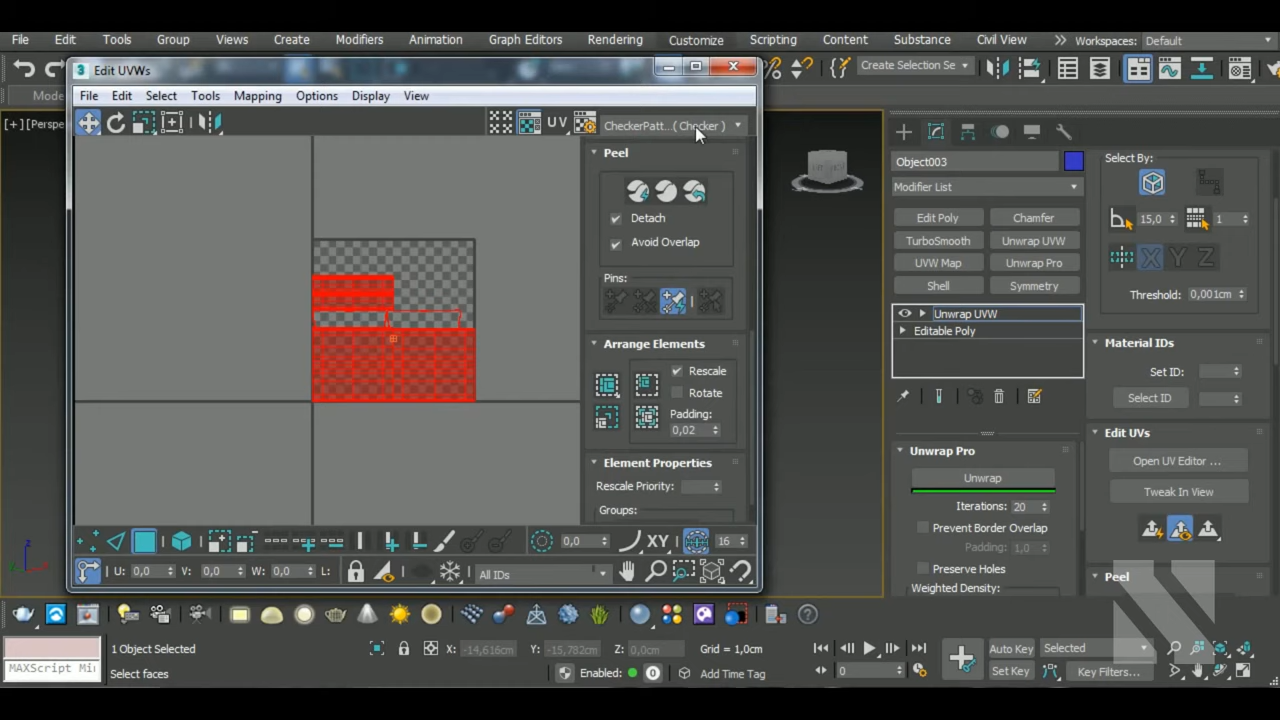 File Edit Tools Group Views Create Modifiers Animation Graph Editors Rendering Customize Scripting Content Substance Civil View Workspaces: Default
Create Selection Se
Mode
[+] [Perspe
3 Edit UVWs
File Edit Select Tools Mapping Options Display View
UV CheckerPatt...( Checker )
Peel
Detach
Avoid Overlap
Pins:
Arrange Elements
Rescale
Rotate
Padding:
0,02
Element Properties
Rescale Priority:
Groups:
0,0 XY 16
U: 0,0 V: 0,0 W: 0,0 L: All IDs
Object003
Modifier List
Edit Poly Chamfer
TurboSmooth Unwrap UVW
UVW Map Unwrap Pro
Shell Symmetry
Unwrap UVW
Editable Poly
Unwrap Pro
Unwrap
Iterations: 20
Prevent Border Overlap
Padding: 1,0
Preserve Holes
Weighted Density:
Select By:
15,0 1
X Y Z
Threshold: 0,001cm
Material IDs
Set ID:
Select ID
Edit UVs
Open UV Editor ...
Tweak In View
Peel
1 Object Selected X: -14,616cm Y: -15,782cm Z: 0,0cm Grid = 1,0cm Auto Key Selected
MAXScript Mi
Select faces Enabled: 0 Add Time Tag 0 Set Key Key Filters...